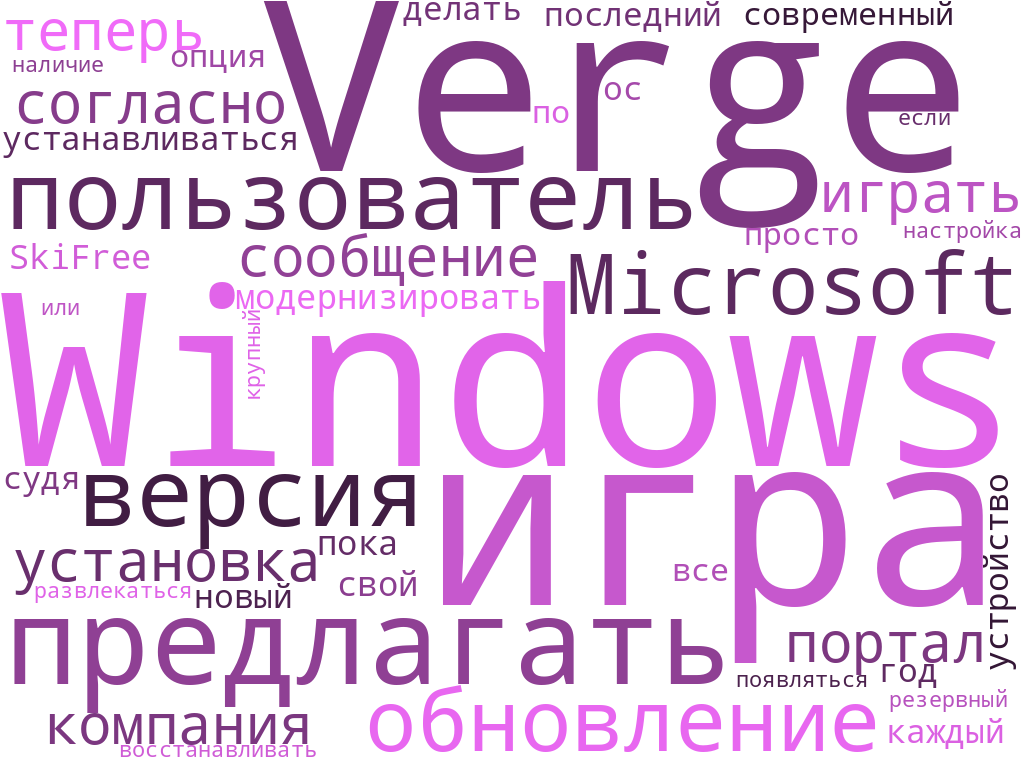 теперь
делать
последний
современный
Verge
опция
наличие
согласно
ос
по
если
устанавливаться
пользователь
играть
просто
настройка
SkiFree
сообщение
Microsoft
модернизировать
или
крупный
Windows
судя
версия
игра
устройство
установка
пока
все
свой
развлекаться
новый
предлагать
портал
год
появляться
обновление
резервный
компания
каждый
восстанавливать